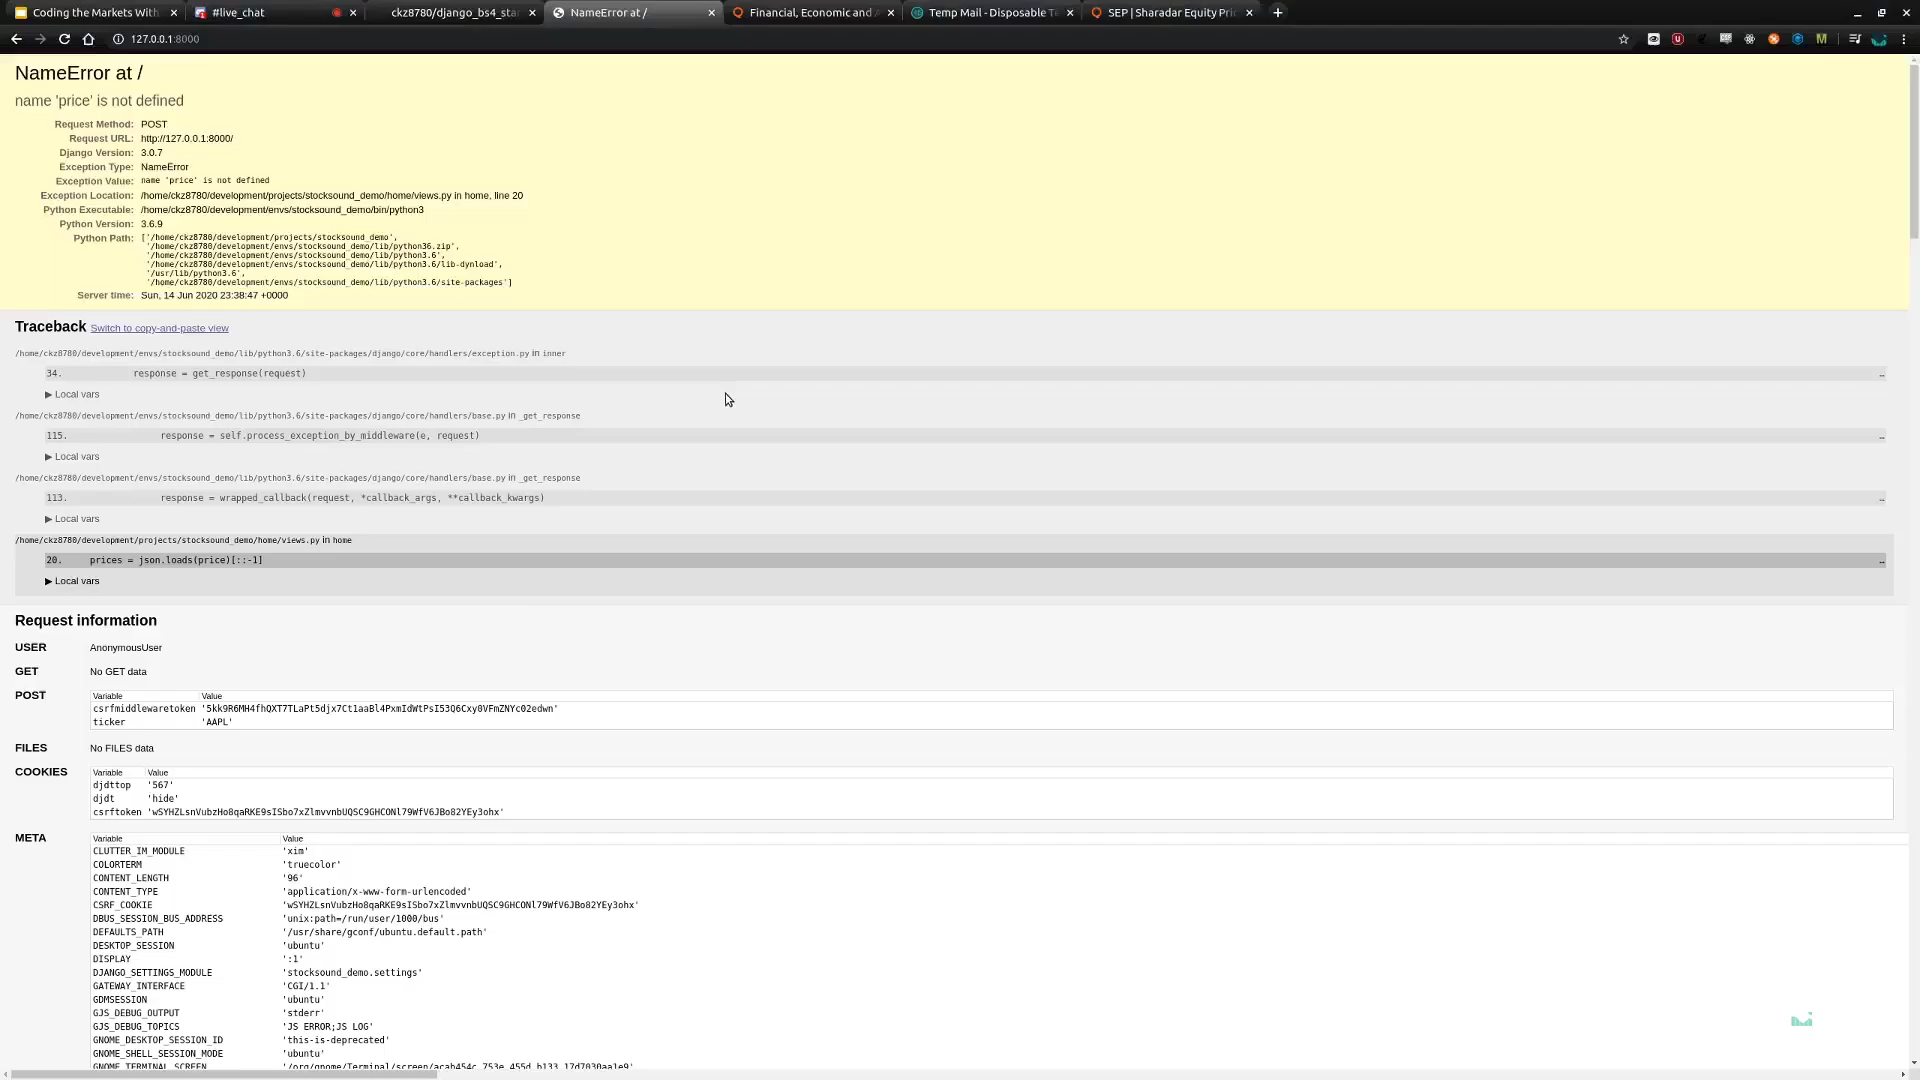 Coding the Markets With
#live_chat
ckz8780/django_bs4_sta
NameError at /
Financial, Economic and
Temp Mail - Disposable Te
SEP | Sharadar Equity Pri
127.0.0.1:8000
NameError at /
name 'price' is not defined
Request Method: POST
Request URL: http://127.0.0.1:8000/
Django Version: 3.0.7
Exception Type: NameError
Exception Value: name 'price' is not defined
Exception Location: /home/ckz8780/development/projects/stocksound_demo/home/views.py in home, line 20
Python Executable: /home/ckz8780/development/envs/stocksound_demo/bin/python3
Python Version: 3.6.9
Python Path: ['/home/ckz8780/development/projects/stocksound_demo',
'/home/ckz8780/development/envs/stocksound_demo/lib/python36.zip',
'/home/ckz8780/development/envs/stocksound_demo/lib/python3.6',
'/home/ckz8780/development/envs/stocksound_demo/lib/python3.6/lib-dynload',
'/usr/lib/python3.6',
'/home/ckz8780/development/envs/stocksound_demo/lib/python3.6/site-packages']
Server time: Sun, 14 Jun 2020 23:38:47 +0000
Traceback Switch to copy-and-paste view
/home/ckz8780/development/envs/stocksound_demo/lib/python3.6/site-packages/django/core/handlers/exception.py in inner
34. response = get_response(request) …
▶ Local vars
/home/ckz8780/development/envs/stocksound_demo/lib/python3.6/site-packages/django/core/handlers/base.py in _get_response
115. response = self.process_exception_by_middleware(e, request) …
▶ Local vars
/home/ckz8780/development/envs/stocksound_demo/lib/python3.6/site-packages/django/core/handlers/base.py in _get_response
113. response = wrapped_callback(request, *callback_args, **callback_kwargs) …
▶ Local vars
/home/ckz8780/development/projects/stocksound_demo/home/views.py in home
20. prices = json.loads(price)[::-1] …
▶ Local vars
Request information
USER AnonymousUser
GET No GET data
POST Variable Value
csrfmiddlewaretoken '5kk9R6MH4fhQXT7TLaPt5djx7Ct1aaBl4PxmIdWtPsI53Q6Cxy0VFmZNYc02edwn'
ticker 'AAPL'
FILES No FILES data
COOKIES Variable Value
djdttop '567'
djdt 'hide'
csrftoken 'wSYHZLsnVubzHo8qaRKE9sISbo7xZlmvvnbUQSC9GHCONl79WfV6JBo82YEy3ohx'
META Variable Value
CLUTTER_IM_MODULE 'xim'
COLORTERM 'truecolor'
CONTENT_LENGTH '96'
CONTENT_TYPE 'application/x-www-form-urlencoded'
CSRF_COOKIE 'wSYHZLsnVubzHo8qaRKE9sISbo7xZlmvvnbUQSC9GHCONl79WfV6JBo82YEy3ohx'
DBUS_SESSION_BUS_ADDRESS 'unix:path=/run/user/1000/bus'
DEFAULTS_PATH '/usr/share/gconf/ubuntu.default.path'
DESKTOP_SESSION 'ubuntu'
DISPLAY ':1'
DJANGO_SETTINGS_MODULE 'stocksound_demo.settings'
GATEWAY_INTERFACE 'CGI/1.1'
GDMSESSION 'ubuntu'
GJS_DEBUG_OUTPUT 'stderr'
GJS_DEBUG_TOPICS 'JS ERROR;JS LOG'
GNOME_DESKTOP_SESSION_ID 'this-is-deprecated'
GNOME_SHELL_SESSION_MODE 'ubuntu'
GNOME_TERMINAL_SCREEN '/org/gnome/Terminal/screen/acab454c_753e_455d_b133_17d7030aa1e9'